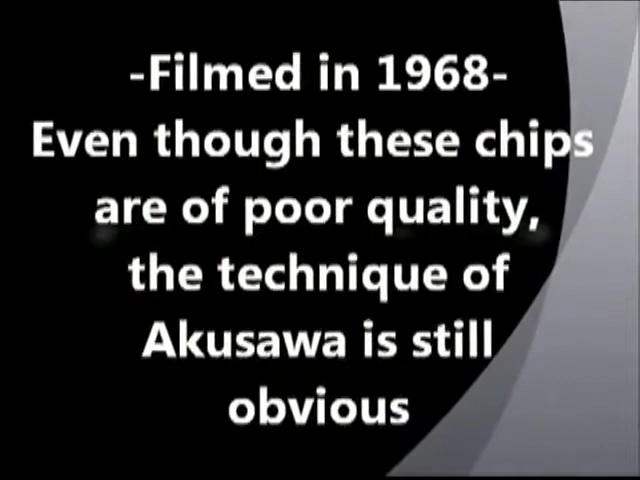 -Filmed in 1968-
Even though these chips
are of poor quality,
the technique of
Akusawa is still
obvious